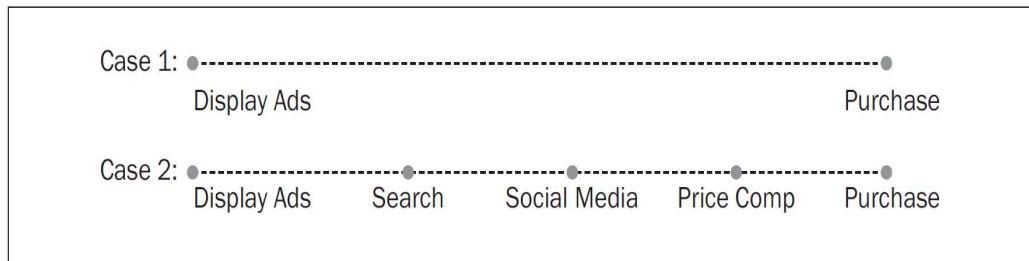 Case 1:
Display Ads Purchase
Case 2:
Display Ads Search Social Media Price Comp Purchase